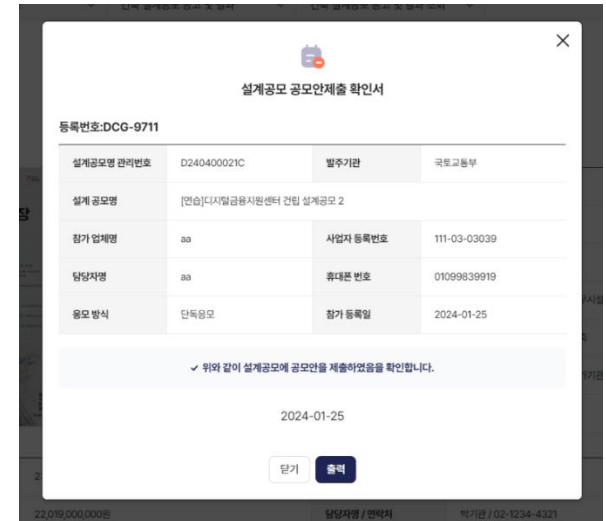 설계공모 공모안제출 확인서
등록번호:DCG-9711
설계공모명 관리번호 D240400021C 발주기관 국토교통부
설계 공모명 [연습]디지털금융지원센터 건립 설계공모 2
참가 업체명 aa 사업자 등록번호 111-03-03039
담당자명 aa 휴대폰 번호 01099839919
응모 방식 단독응모 참가 등록일 2024-01-25
✓ 위와 같이 설계공모에 공모안을 제출하였음을 확인합니다.
2024-01-25
닫기 출력
22,019,000,000원 담당자명 / 연락처 박기관 / 02-1234-4321